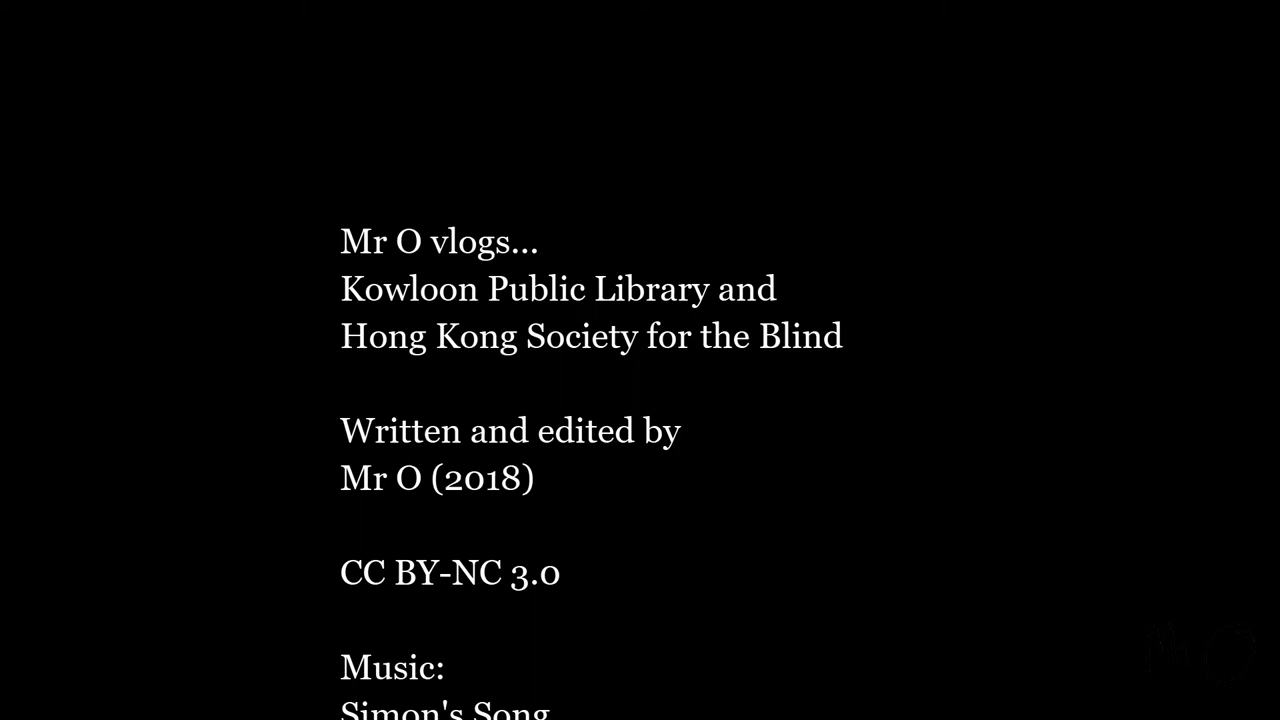 Mr O vlogs...
Kowloon Public Library and
Hong Kong Society for the Blind
Written and edited by
Mr O (2018)
CC BY-NC 3.0
Music:
Simon's Song